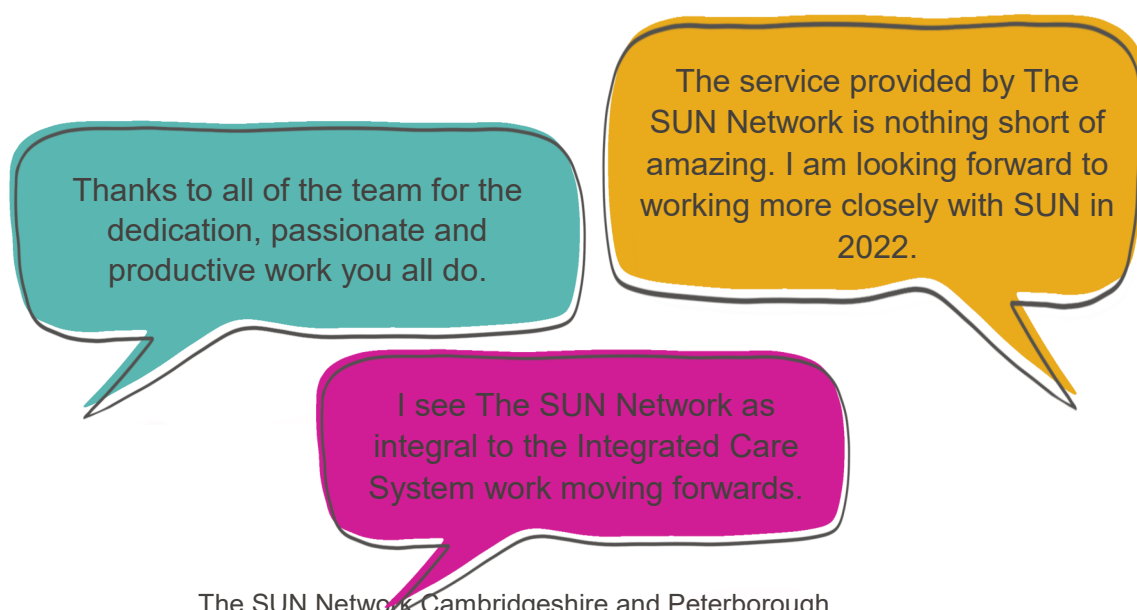 Thanks to all of the team for the
dedication, passionate and
productive work you all do.
The service provided by The
SUN Network is nothing short of
amazing. I am looking forward to
working more closely with SUN in
2022.
I see The SUN Network as
integral to the Integrated Care
System work moving forwards.
The SUN Network Cambridgeshire and Peterborough